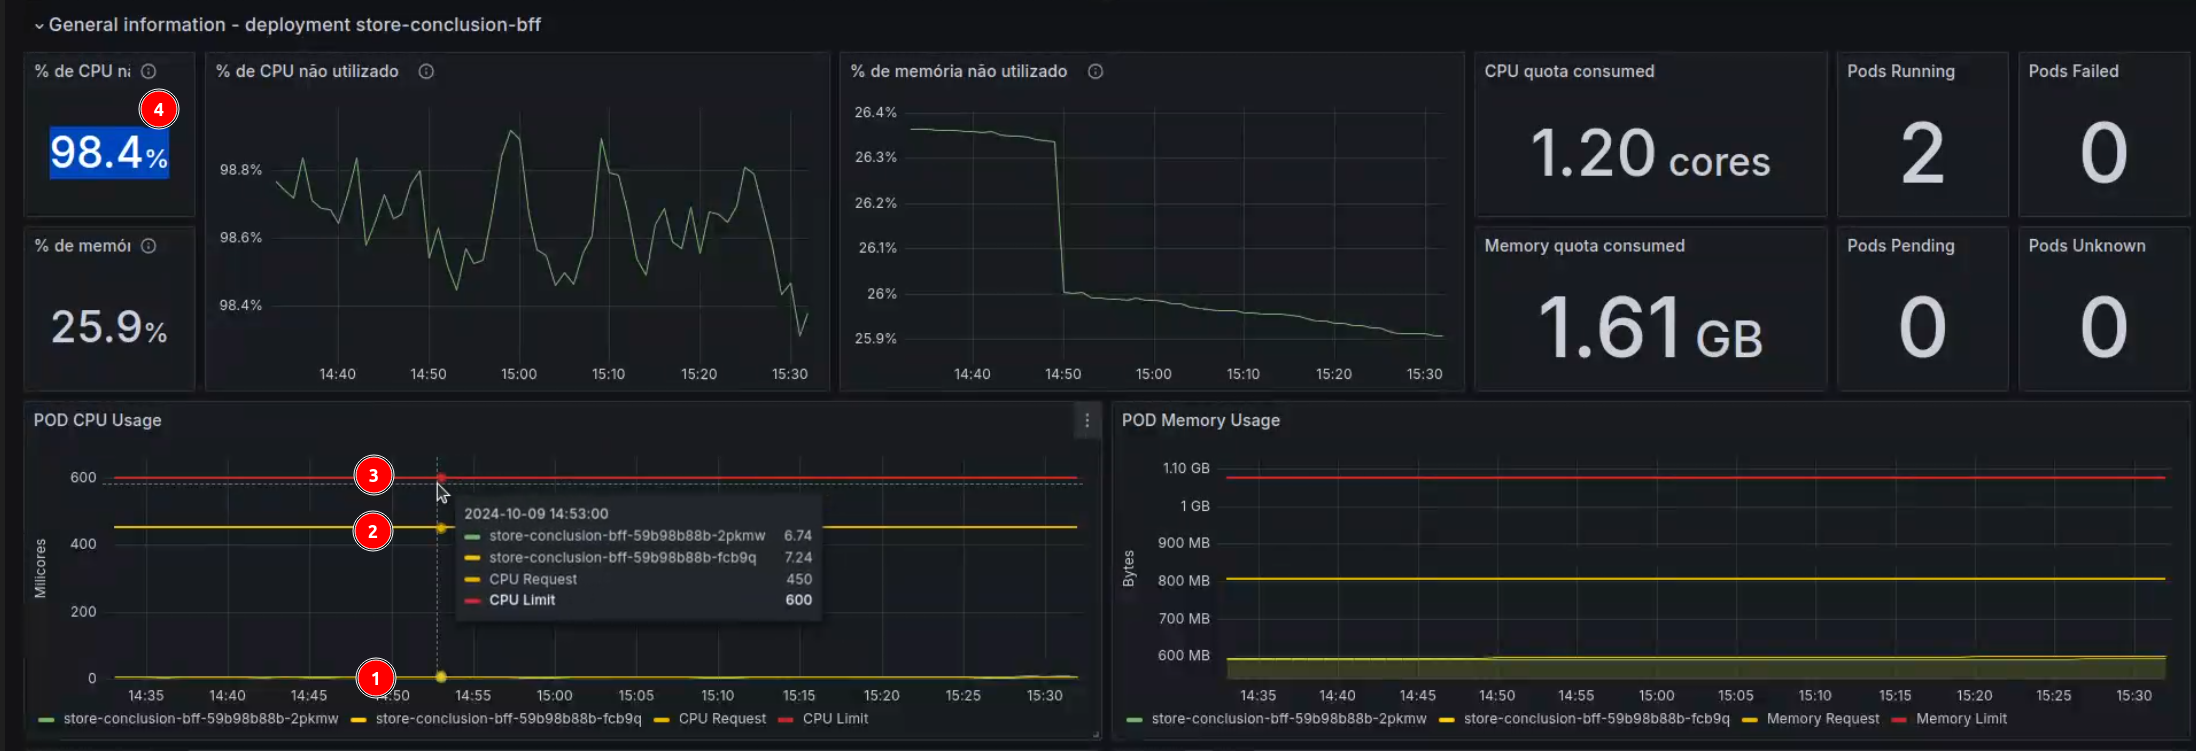 General information - deployment store-conclusion-bff
% de CPU nã
4
98.4%
% de CPU não utilizado
98.8%
98.6%
98.4%
14:40 14:50 15:00 15:10 15:20 15:30
% de memória não utilizado
26.4%
26.3%
26.2%
26.1%
26%
25.9%
14:40 14:50 15:00 15:10 15:20 15:30
CPU quota consumed
1.20 cores
Pods Running
2
Pods Failed
0
% de memór
25.9%
Memory quota consumed
1.61 GB
Pods Pending
0
Pods Unknown
0
POD CPU Usage
Milicores
600
400
200
0
3
2
1
2024-10-09 14:53:00
store-conclusion-bff-59b98b88b-2pkmw 6.74
store-conclusion-bff-59b98b88b-fcb9q 7.24
CPU Request 450
CPU Limit 600
14:35 14:40 14:45 :50 14:55 15:00 15:05 15:10 15:15 15:20 15:25 15:30
store-conclusion-bff-59b98b88b-2pkmw store-conclusion-bff-59b98b88b-fcb9q CPU Request CPU Limit
POD Memory Usage
Bytes
1.10 GB
1 GB
900 MB
800 MB
700 MB
600 MB
14:35 14:40 14:45 14:50 14:55 15:00 15:05 15:10 15:15 15:20 15:25 15:30
store-conclusion-bff-59b98b88b-2pkmw store-conclusion-bff-59b98b88b-fcb9q Memory Request Memory Limit